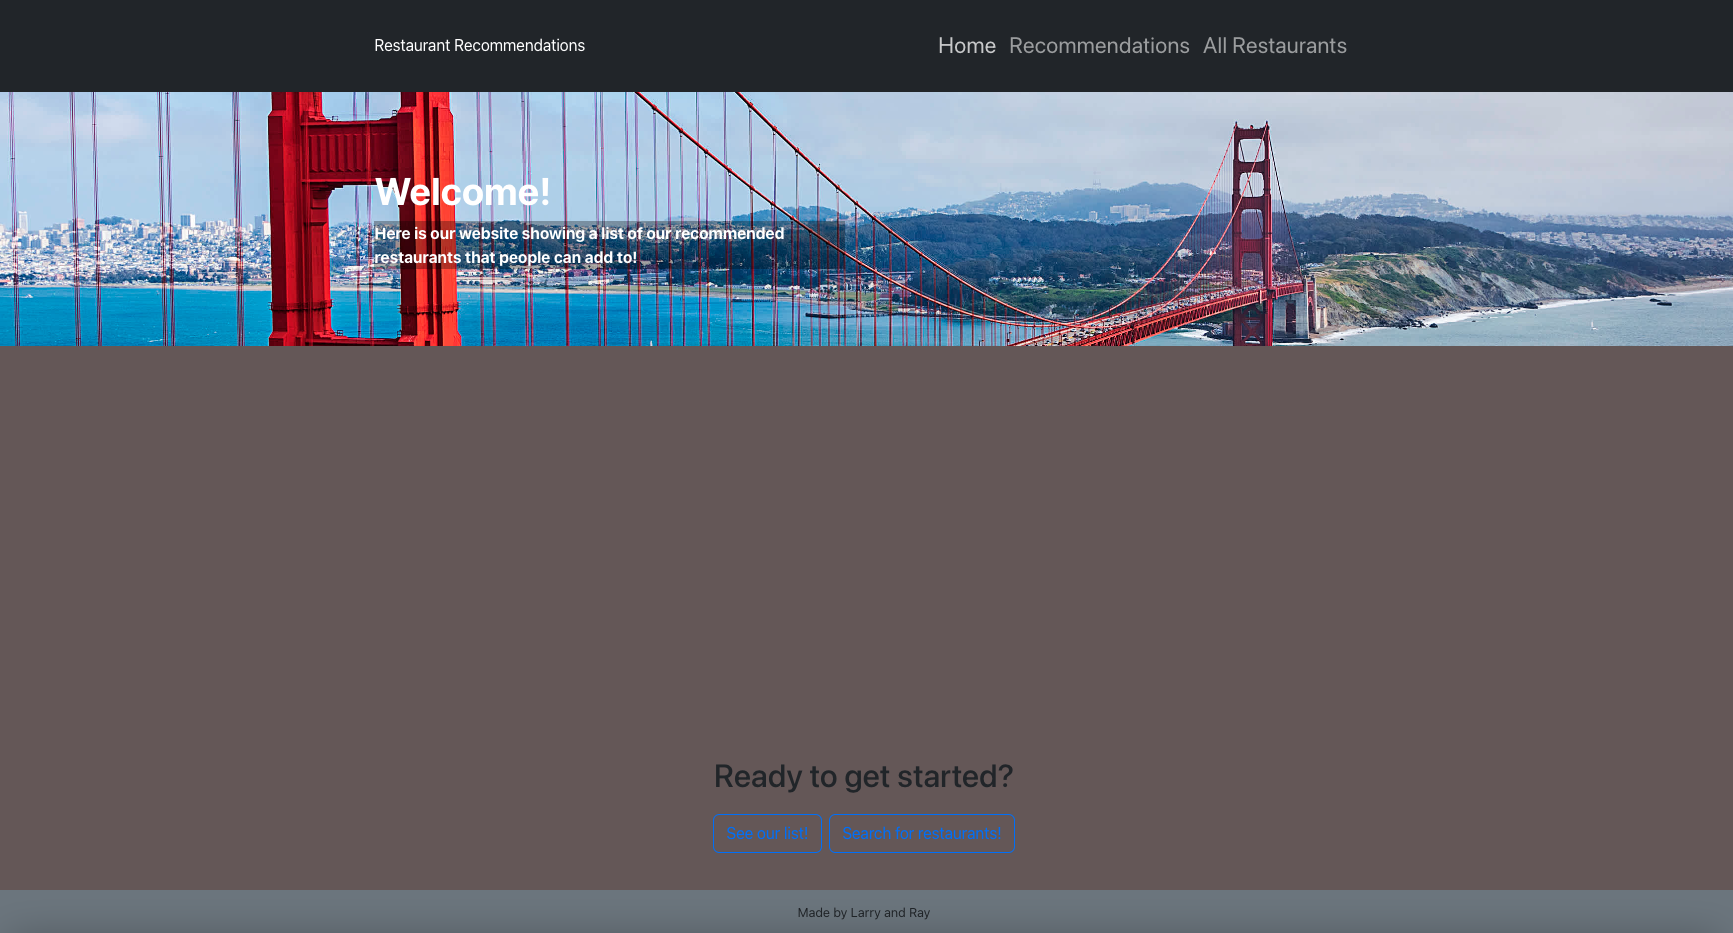 Restaurant Recommendations
Home Recommendations All Restaurants
Welcome!
Here is our website showing a list of our recommended
restaurants that people can add to!
Ready to get started?
See our list! Search for restaurants!
Made by Larry and Ray